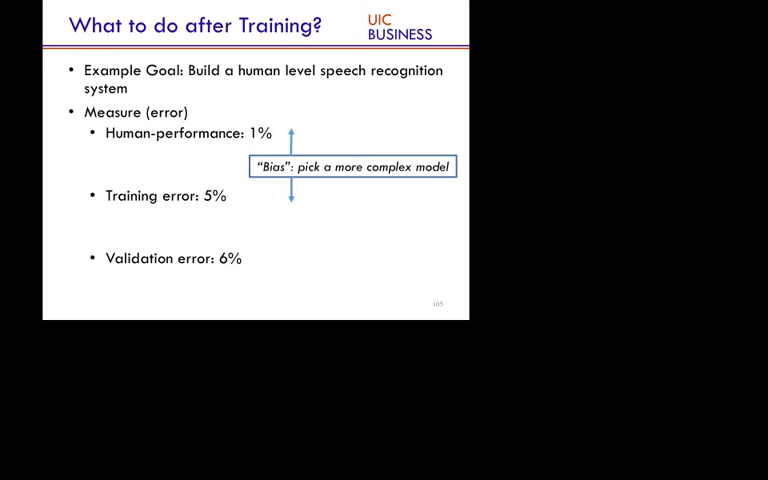 What to do after Training?
UIC
BUSINESS
• Example Goal: Build a human level speech recognition
system
• Measure (error)
• Human-performance: 1%
"Bias": pick a more complex model
• Training error: 5%
• Validation error: 6%
105